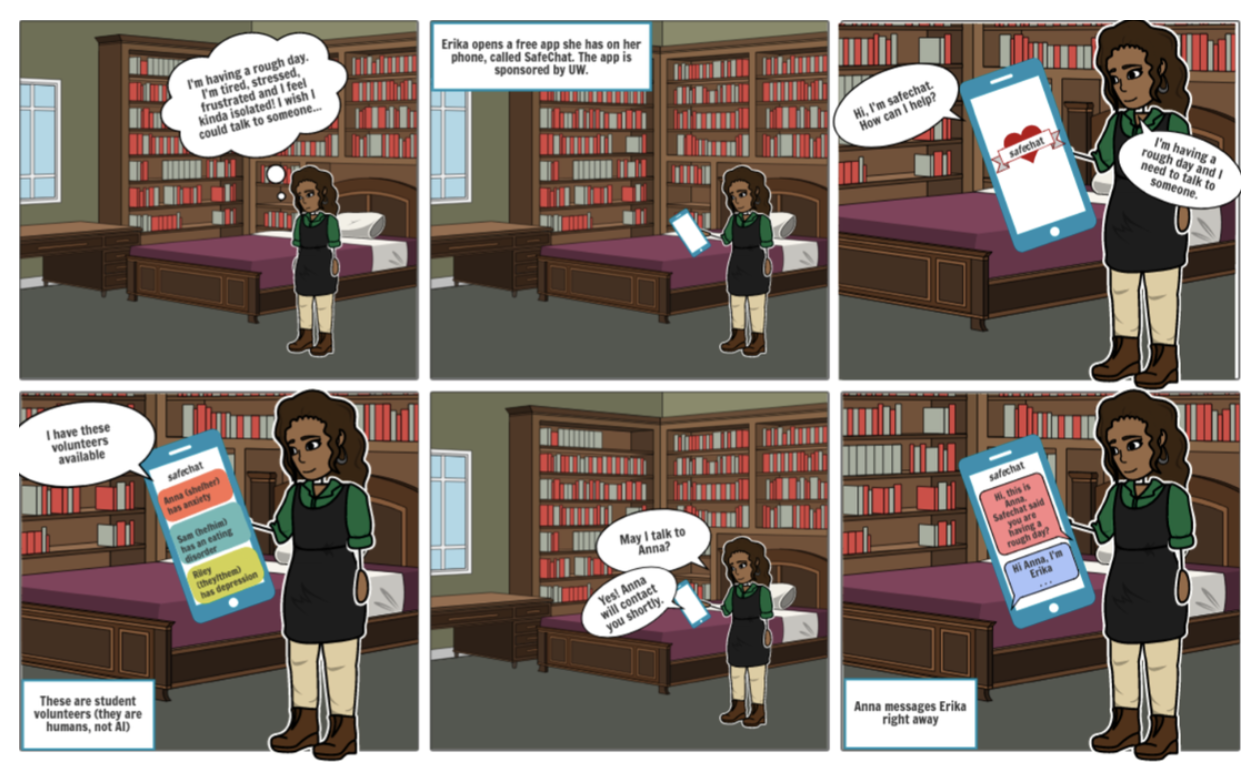 I'm having a rough day.
I'm tired, stressed,
frustrated and I feel
kinda isolated! I wish I
could talk to someone...
Erika opens a free app she has on her
phone, called SafeChat. The app is
sponsored by UW.
Hi, I'm safechat.
How can I help?
safechat
I'm having a
rough day and I
need to talk to
someone.
I have these
volunteers
available
safechat
Anna (she/her)
has anxiety
Sam (he/him)
has an eating
disorder
Riley
(they/them)
has depression
These are student
volunteers (they are
humans, not AI)
May I talk to
Anna?
Yes! Anna
will contact
you shortly.
safechat
Hi, this is
Anna.
Safechat said
you are
having a
rough day?
Hi Anna, I'm
Erika
...
Anna messages Erika
right away